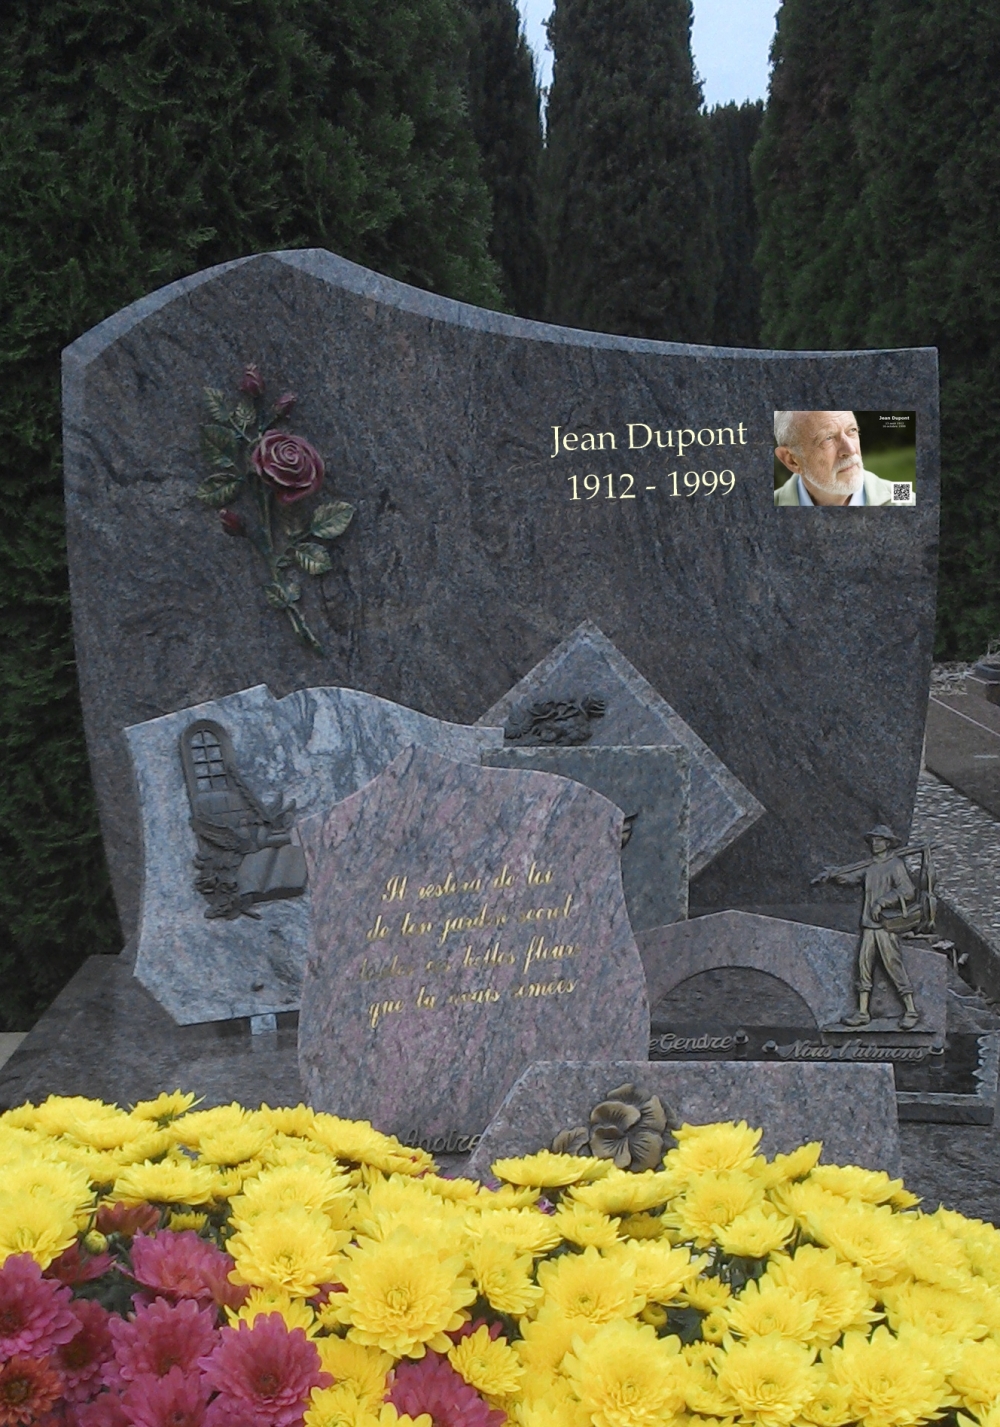 Jean Dupont
1912 - 1999
Jean Dupont
Il restera de toi
de ton jardin secret
toutes ces belles fleurs
que tu avais semées
Gendre
Nous t'aimons